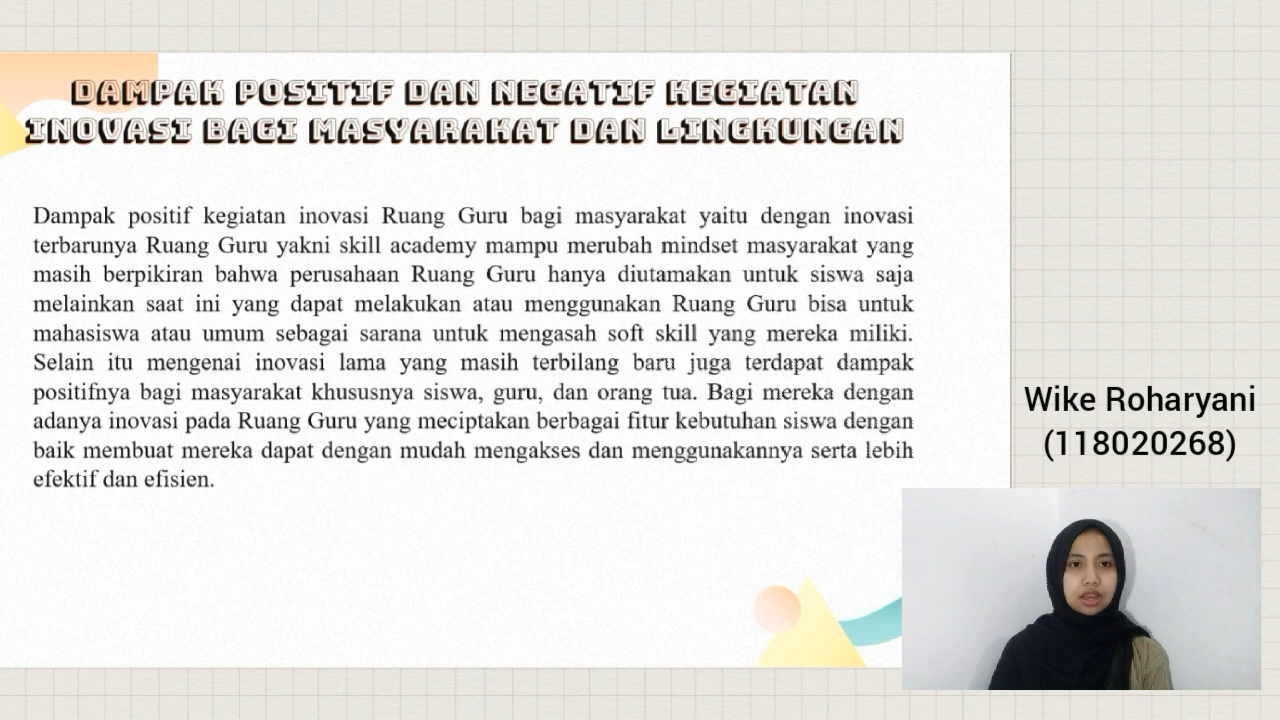 DAMPAK POSITIF DAN NEGATIF KEGIATAN
INOVASI BAGI MASYARAKAT DAN LINGKUNGAN
Dampak positif kegiatan inovasi Ruang Guru bagi masyarakat yaitu dengan inovasi
terbarunya Ruang Guru yakni skill academy mampu merubah mindset masyarakat yang
masih berpikiran bahwa perusahaan Ruang Guru hanya diutamakan untuk siswa saja
melainkan saat ini yang dapat melakukan atau menggunakan Ruang Guru bisa untuk
mahasiswa atau umum sebagai sarana untuk mengasah soft skill yang mereka miliki.
Selain itu mengenai inovasi lama yang masih terbilang baru juga terdapat dampak
positifnya bagi masyarakat khususnya siswa, guru, dan orang tua. Bagi mereka dengan
adanya inovasi pada Ruang Guru yang meciptakan berbagai fitur kebutuhan siswa dengan
baik membuat mereka dapat dengan mudah mengakses dan menggunakannya serta lebih
efektif dan efisien.
Wike Roharyani
(118020268)